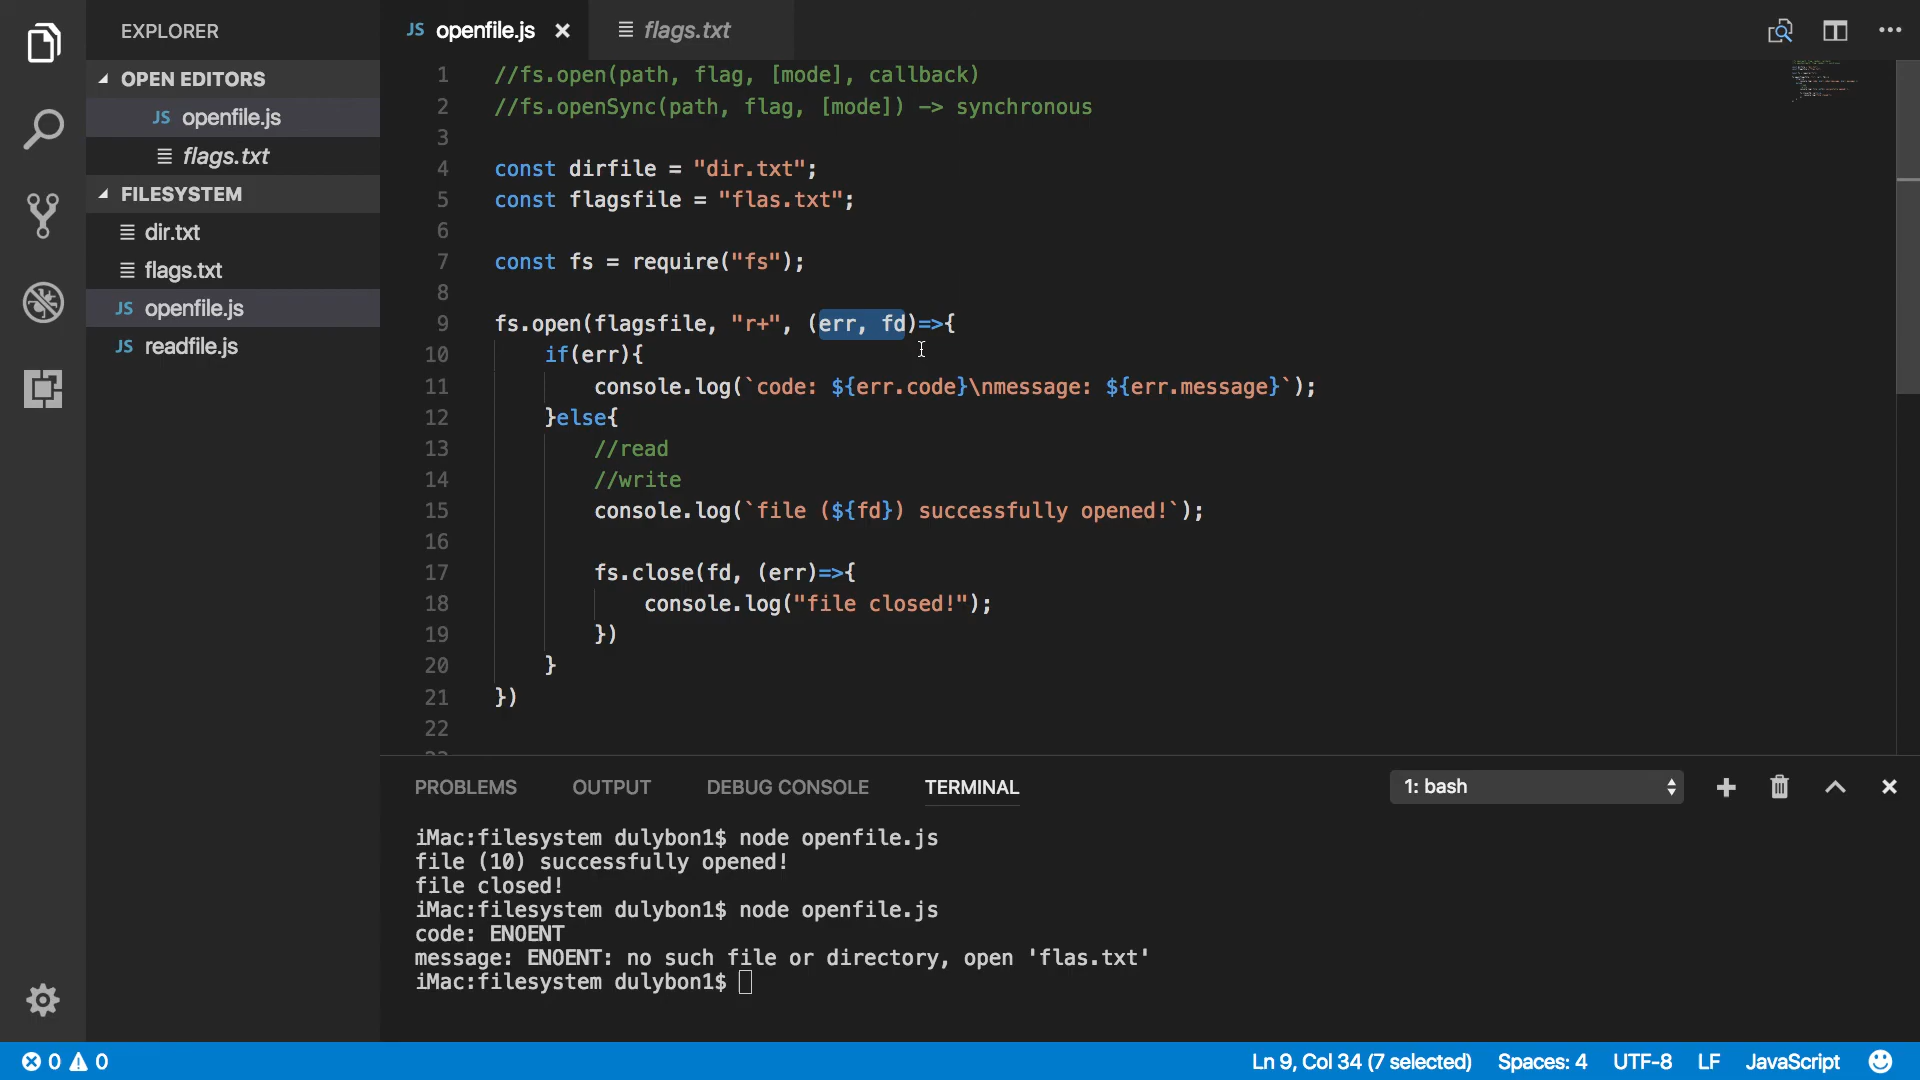 EXPLORER
OPEN EDITORS
JS openfile.js
flags.txt
FILESYSTEM
dir.txt
flags.txt
JS openfile.js
JS readfile.js
JS openfile.js
flags.txt
1 //fs.open(path, flag, [mode], callback)
2 //fs.openSync(path, flag, [mode]) -> synchronous
3
4 const dirfile = "dir.txt";
5 const flagsfile = "flas.txt";
6
7 const fs = require("fs");
8
9 fs.open(flagsfile, "r+", (err, fd)=>{
10 if(err){
11 console.log(`code: ${err.code}\nmessage: ${err.message}`);
12 }else{
13 //read
14 //write
15 console.log(`file (${fd}) successfully opened!`);
16
17 fs.close(fd, (err)=>{
18 console.log("file closed!");
19 })
20 }
21 })
22
PROBLEMS OUTPUT DEBUG CONSOLE TERMINAL 1: bash
iMac:filesystem dulybon1$ node openfile.js
file (10) successfully opened!
file closed!
iMac:filesystem dulybon1$ node openfile.js
code: ENOENT
message: ENOENT: no such file or directory, open 'flas.txt'
iMac:filesystem dulybon1$
0 0 Ln 9, Col 34 (7 selected) Spaces: 4 UTF-8 LF JavaScript